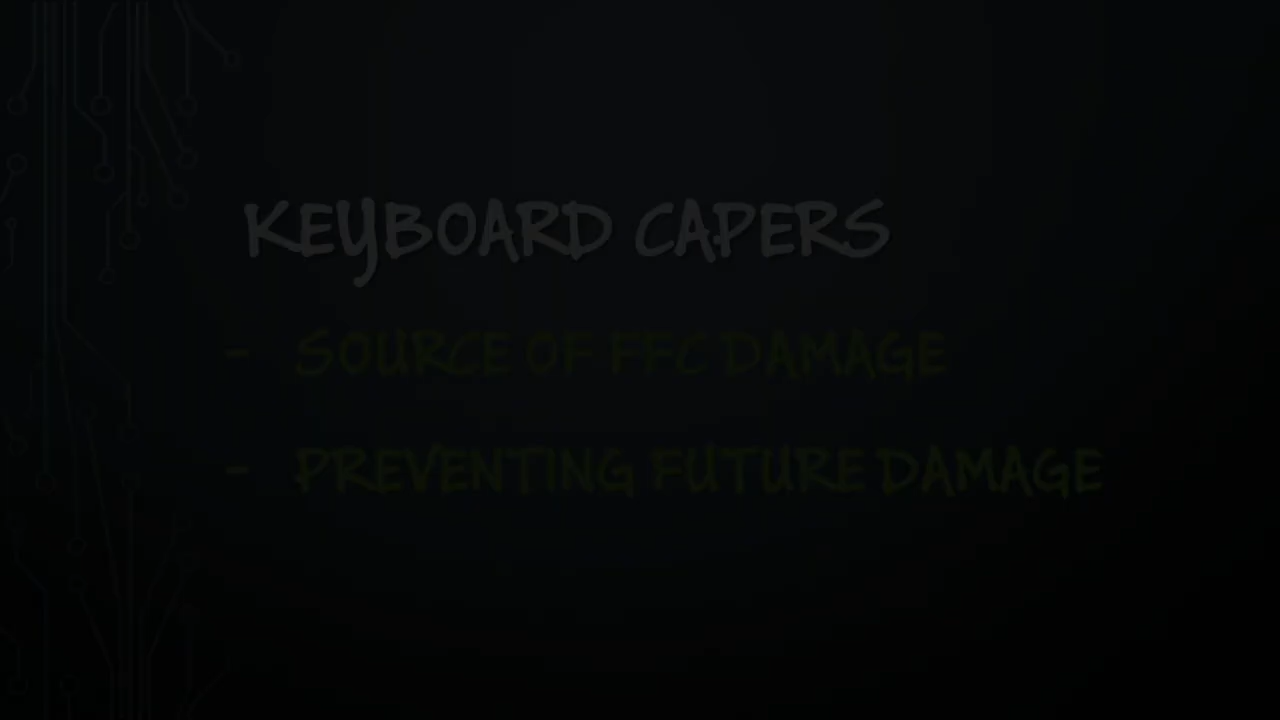 KEYBOARD CAPERS
- SOURCE OF FFC DAMAGE
- PREVENTING FUTURE DAMAGE